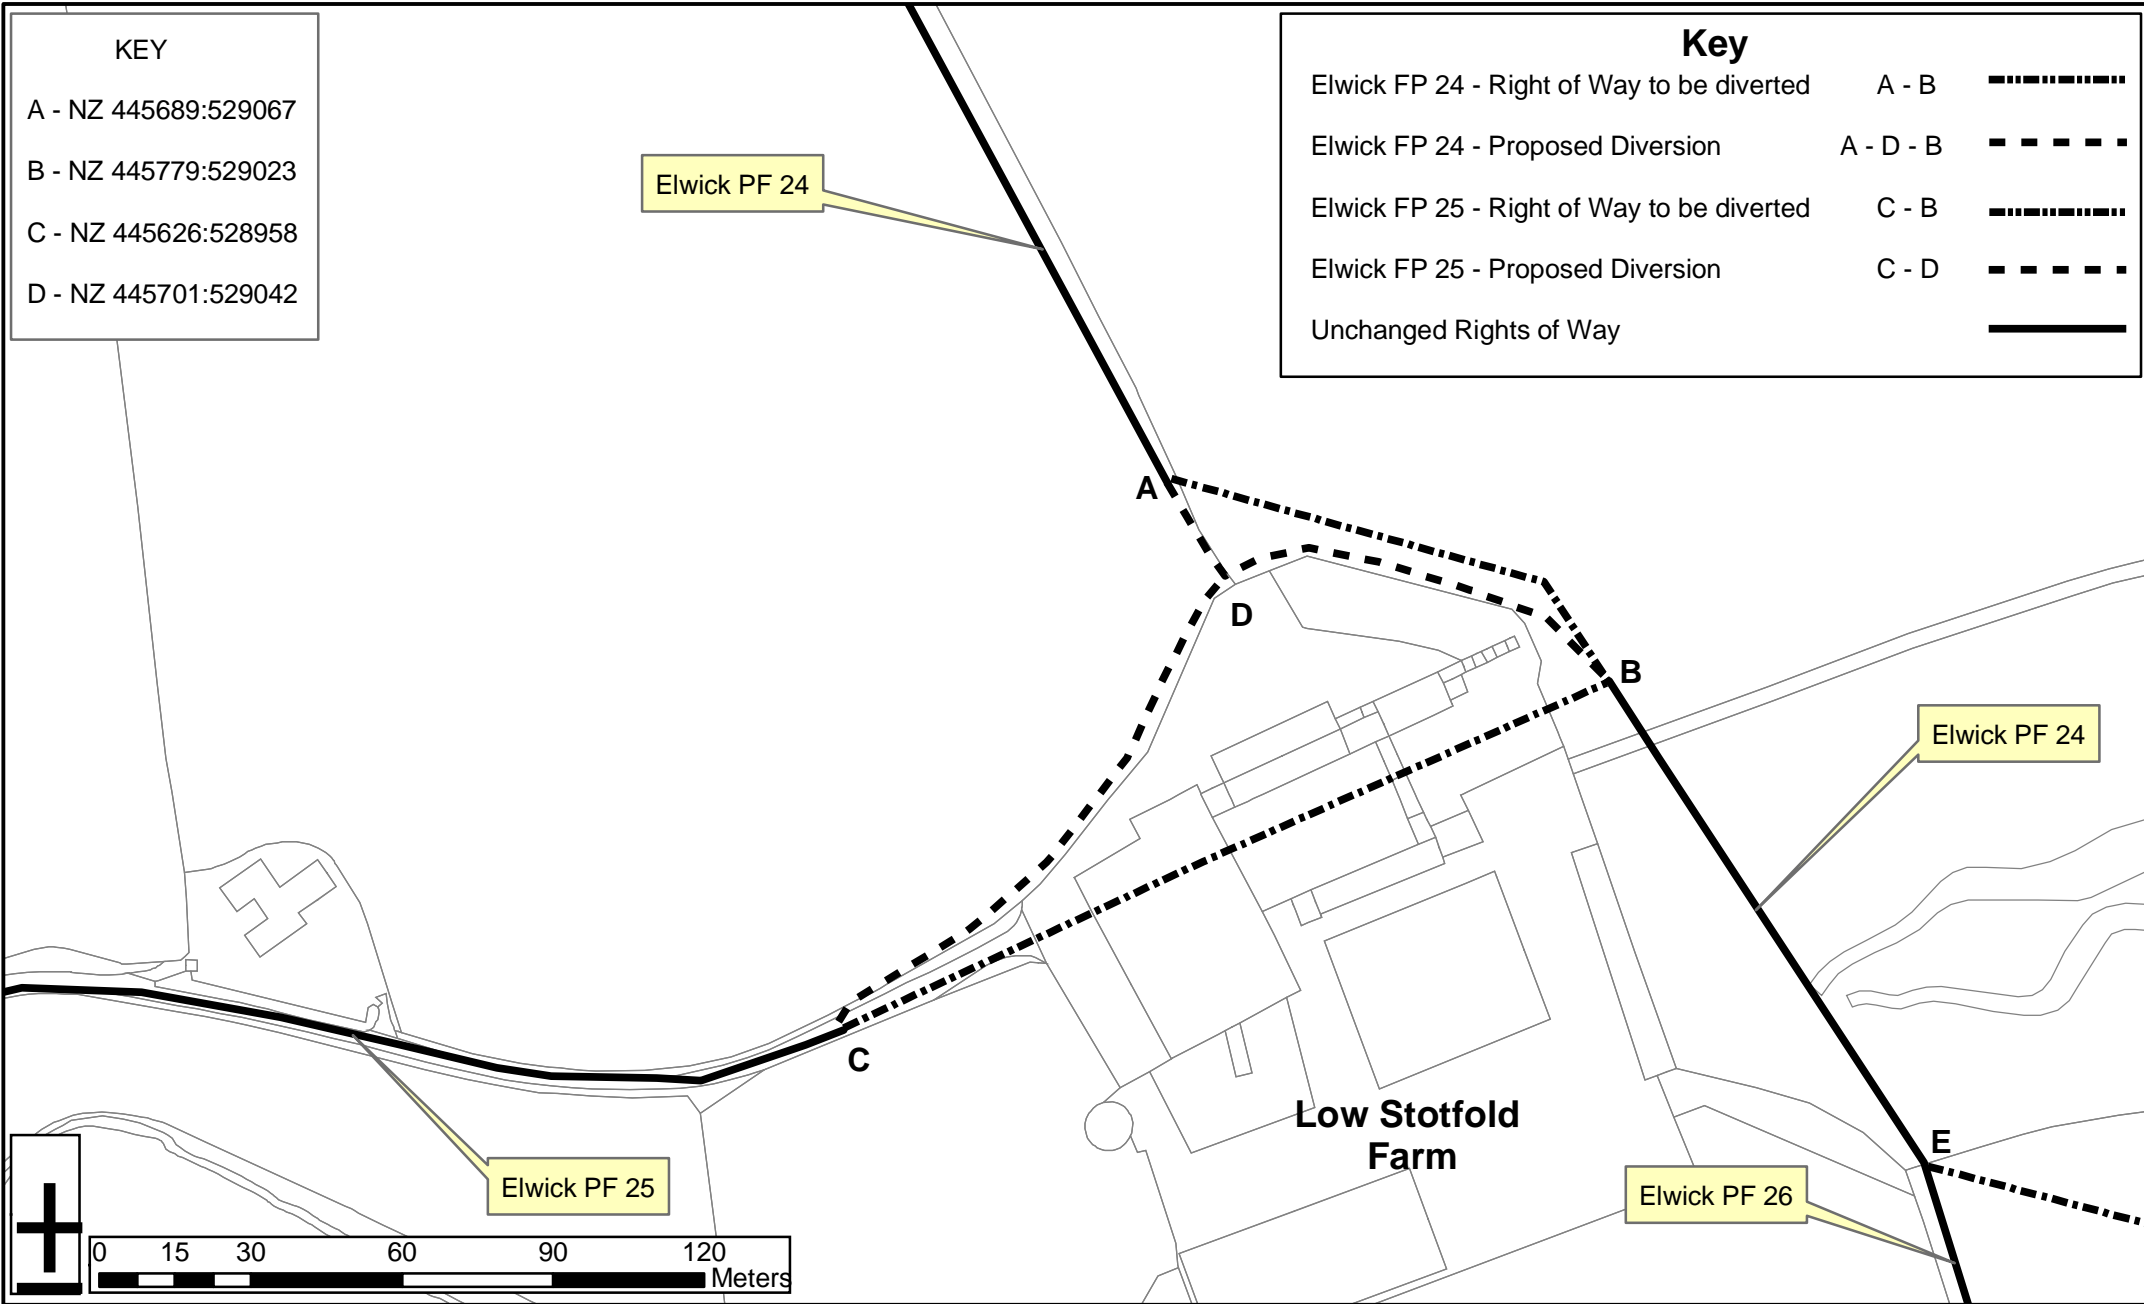 KEY
A - NZ 445689:529067
B - NZ 445779:529023
C - NZ 445626:528958
D - NZ 445701:529042
Key
Elwick FP 24 - Right of Way to be diverted A - B
Elwick FP 24 - Proposed Diversion A - D - B
Elwick FP 25 - Right of Way to be diverted C - B
Elwick FP 25 - Proposed Diversion C - D
Unchanged Rights of Way
Elwick PF 24
A
D
B
Elwick PF 24
C
Low Stotfold
Farm
E
Elwick PF 25
Elwick PF 26
0 15 30 60 90 120
Meters